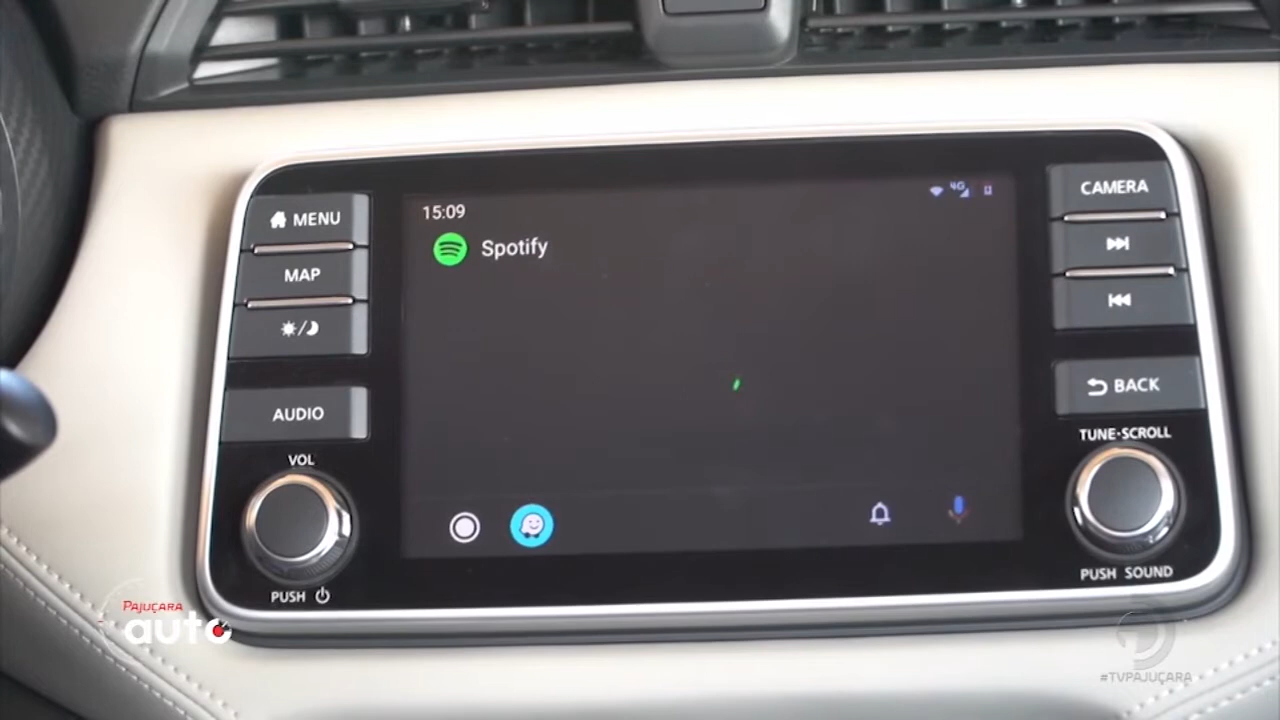 MENU
MAP
AUDIO
VOL
PUSH
15:09
4G
Spotify
CAMERA
BACK
TUNE•SCROLL
PUSH SOUND
PAJUÇARA
auto
#TVPAJUÇARA